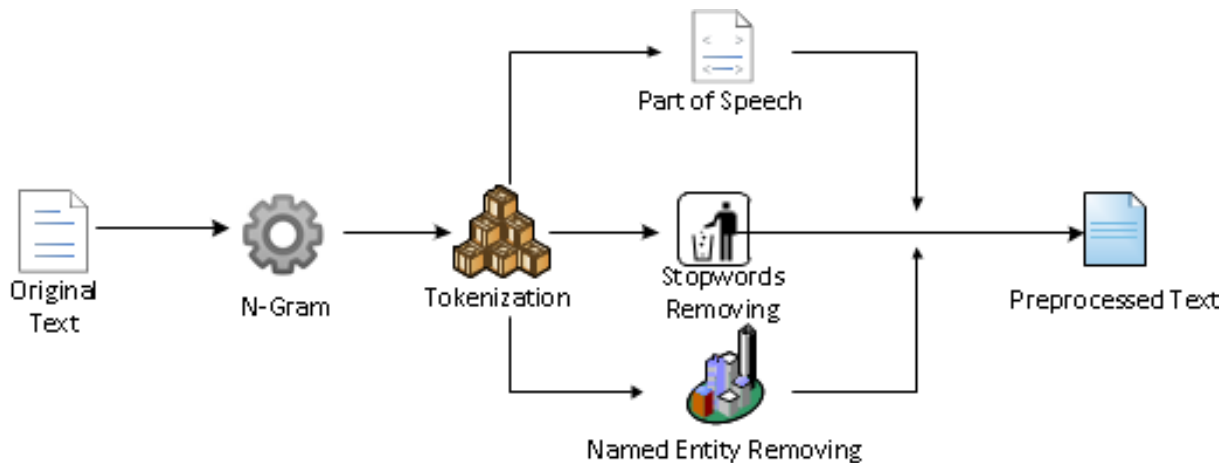 Part of Speech
Original
Text
N-Gram
Tokenization
Stopwords
Removing
Preprocessed Text
Named Entity Removing